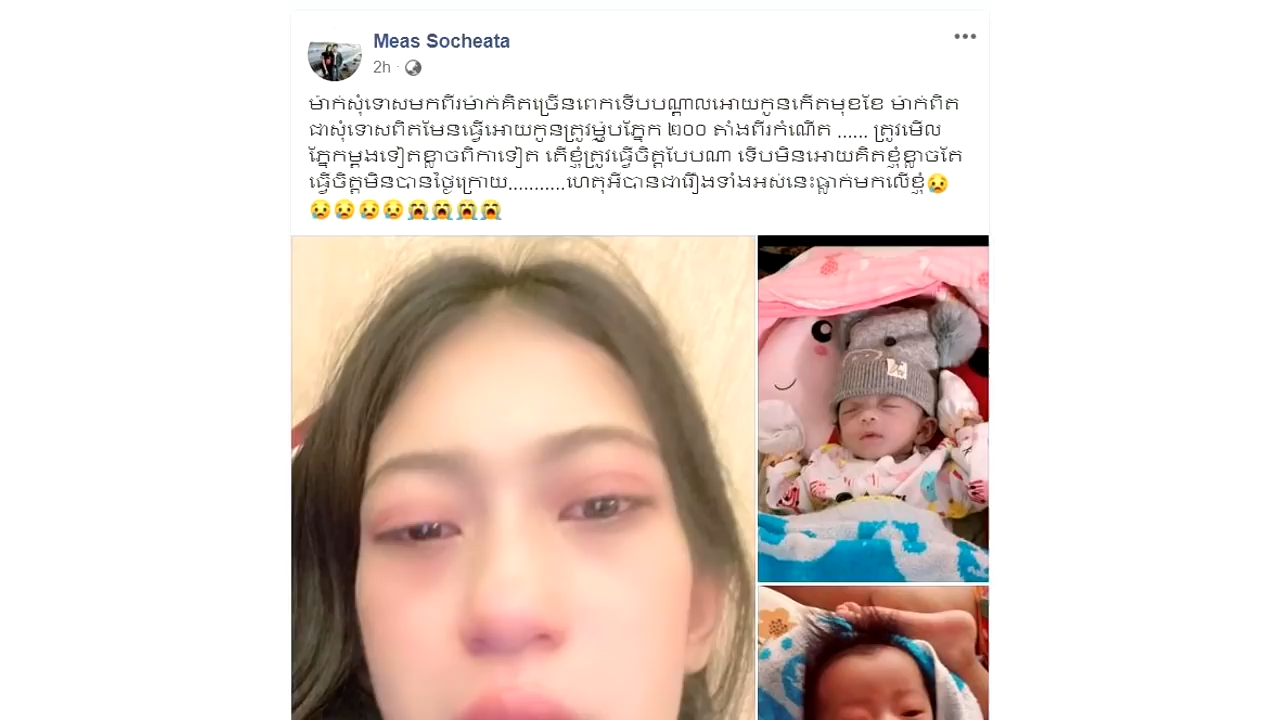 Meas Socheata
2h ·
ម៉ាក់សុំទោសមកពីរម៉ាក់គិតច្រើនពេកទើបបណ្ដាលអោយកូនកើតមុខខែ ម៉ាក់ពិត
ជាសុំទោសពិតមែនធ្វើអោយកូនត្រូវម្ជ៉ូបភ្នែក ២០០ តាំងពីរកំណើត ...... ត្រូវមើល
ភ្នែកម្ដងទៀតខ្លាចពិកាទៀត តើខ្ញុំត្រូវធ្វើចិត្តបែបណា ទើបមិនអោយគិតខ្ញុំខ្លាចតែ
ធ្វើចិត្តមិនបានថ្ងៃក្រោយ...........ហេតុអិបានជារឿងទាំងអស់នេះធ្លាក់មកលើខ្ញុំ😥
😢😢😢😢😭😭😭😭